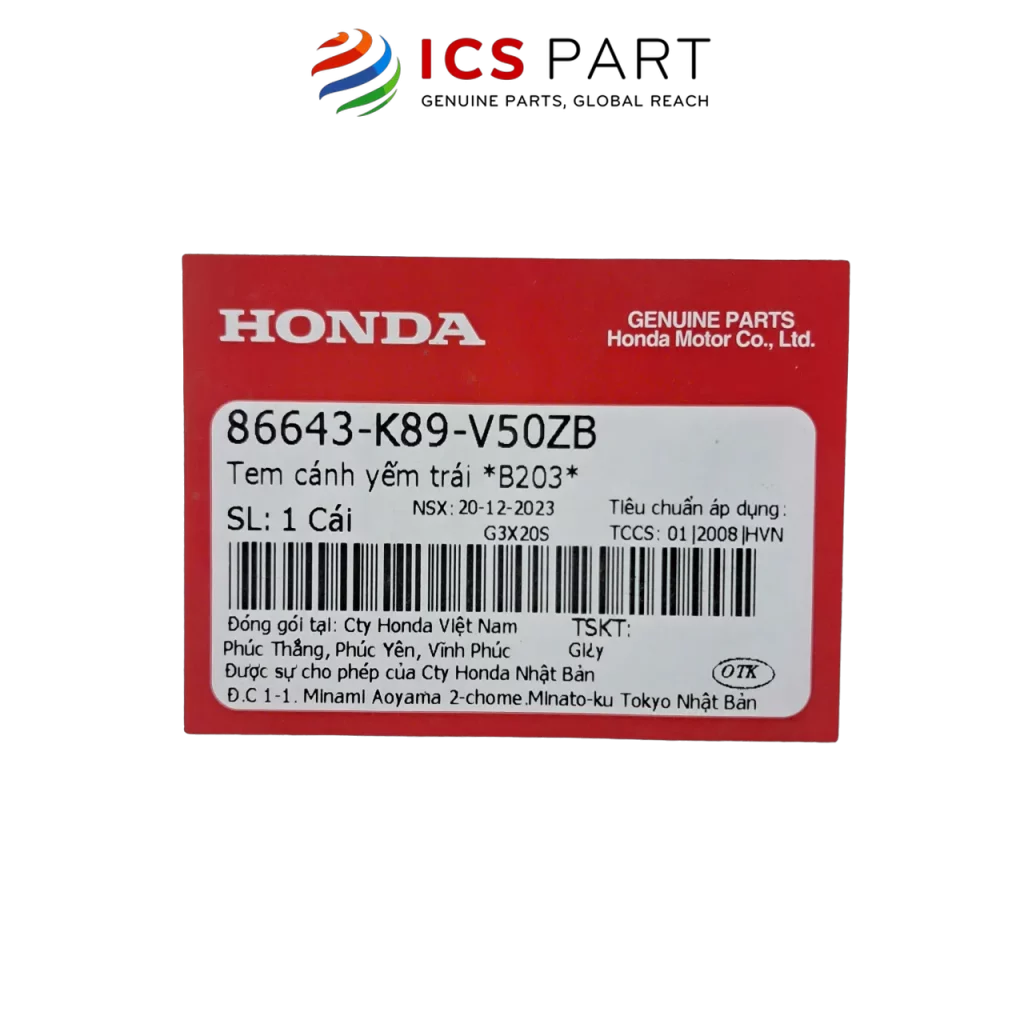 ICS PART
GENUINE PARTS, GLOBAL REACH
HONDA
GENUINE PARTS
Honda Motor Co., Ltd.
86643-K89-V50ZB
Tem cánh yếm trái *B203*
SL: 1 Cái
NSX: 20-12-2023
G3X20S
Tiêu chuẩn áp dụng:
TCCS: 01|2008|HVN
Đóng gói tại: Cty Honda Việt Nam
TSKT:
Phúc Thắng, Phúc Yên, Vĩnh Phúc
Giấy
Được sự cho phép của Cty Honda Nhật Bản
OTK
Đ.C 1-1. Minami Aoyama 2-chome.Minato-ku Tokyo Nhật Bản